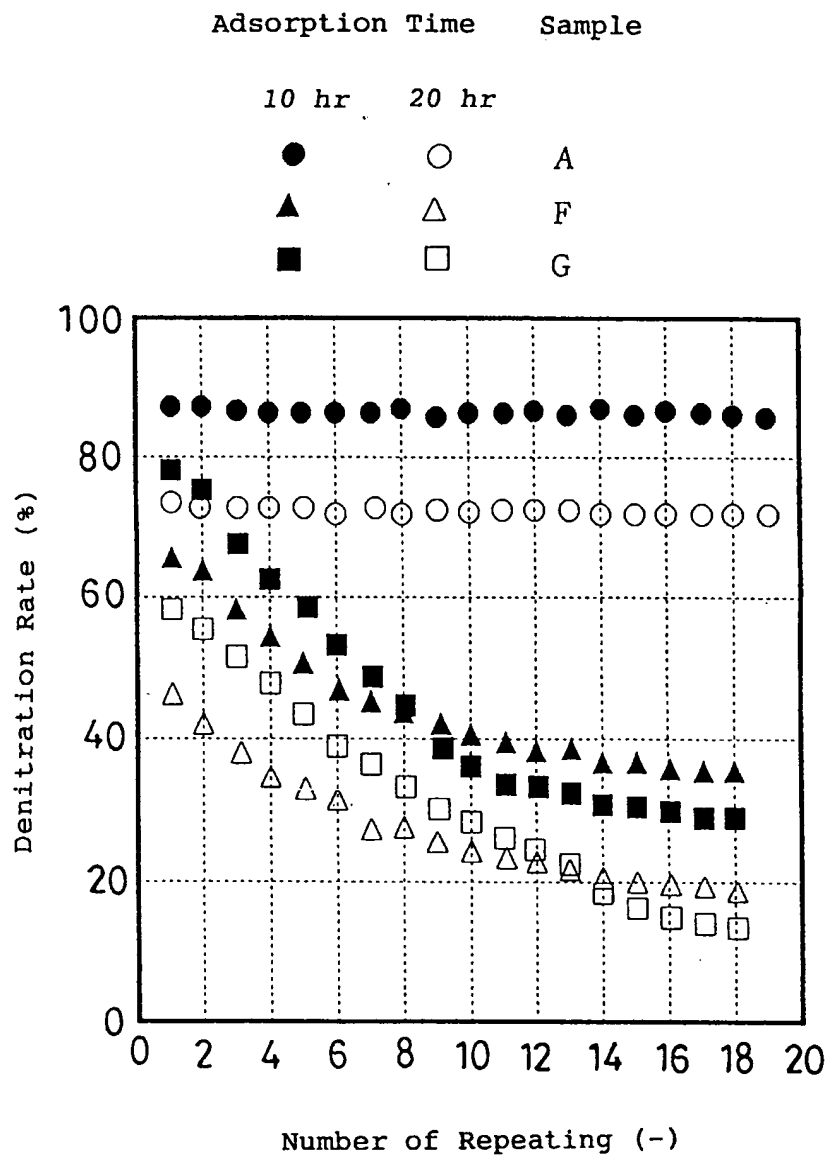 Adsorption Time Sample
10 hr 20 hr
A
F
G
100
80
60
40
20
0
0 2 4 6 8 10 12 14 16 18 20
Denitration Rate (%)
Number of Repeating (-)